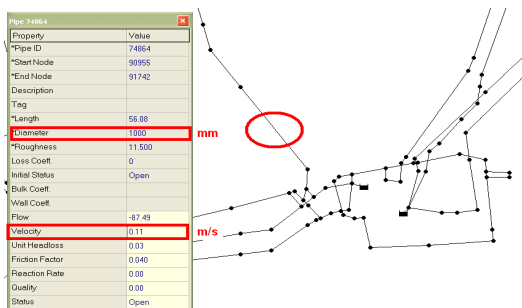 Pipe 74864
Property Value
*Pipe ID 74864
*Start Node 90955
*End Node 91742
Description
Tag
*Length 56.08
*Diameter 1000 mm
*Roughness 11.500
Loss Coeff. 0
Initial Status Open
Bulk Coeff.
Wall Coeff.
Flow -87.49
Velocity 0.11 m/s
Unit Headloss 0.03
Friction Factor 0.040
Reaction Rate 0.00
Quality 0.00
Status Open